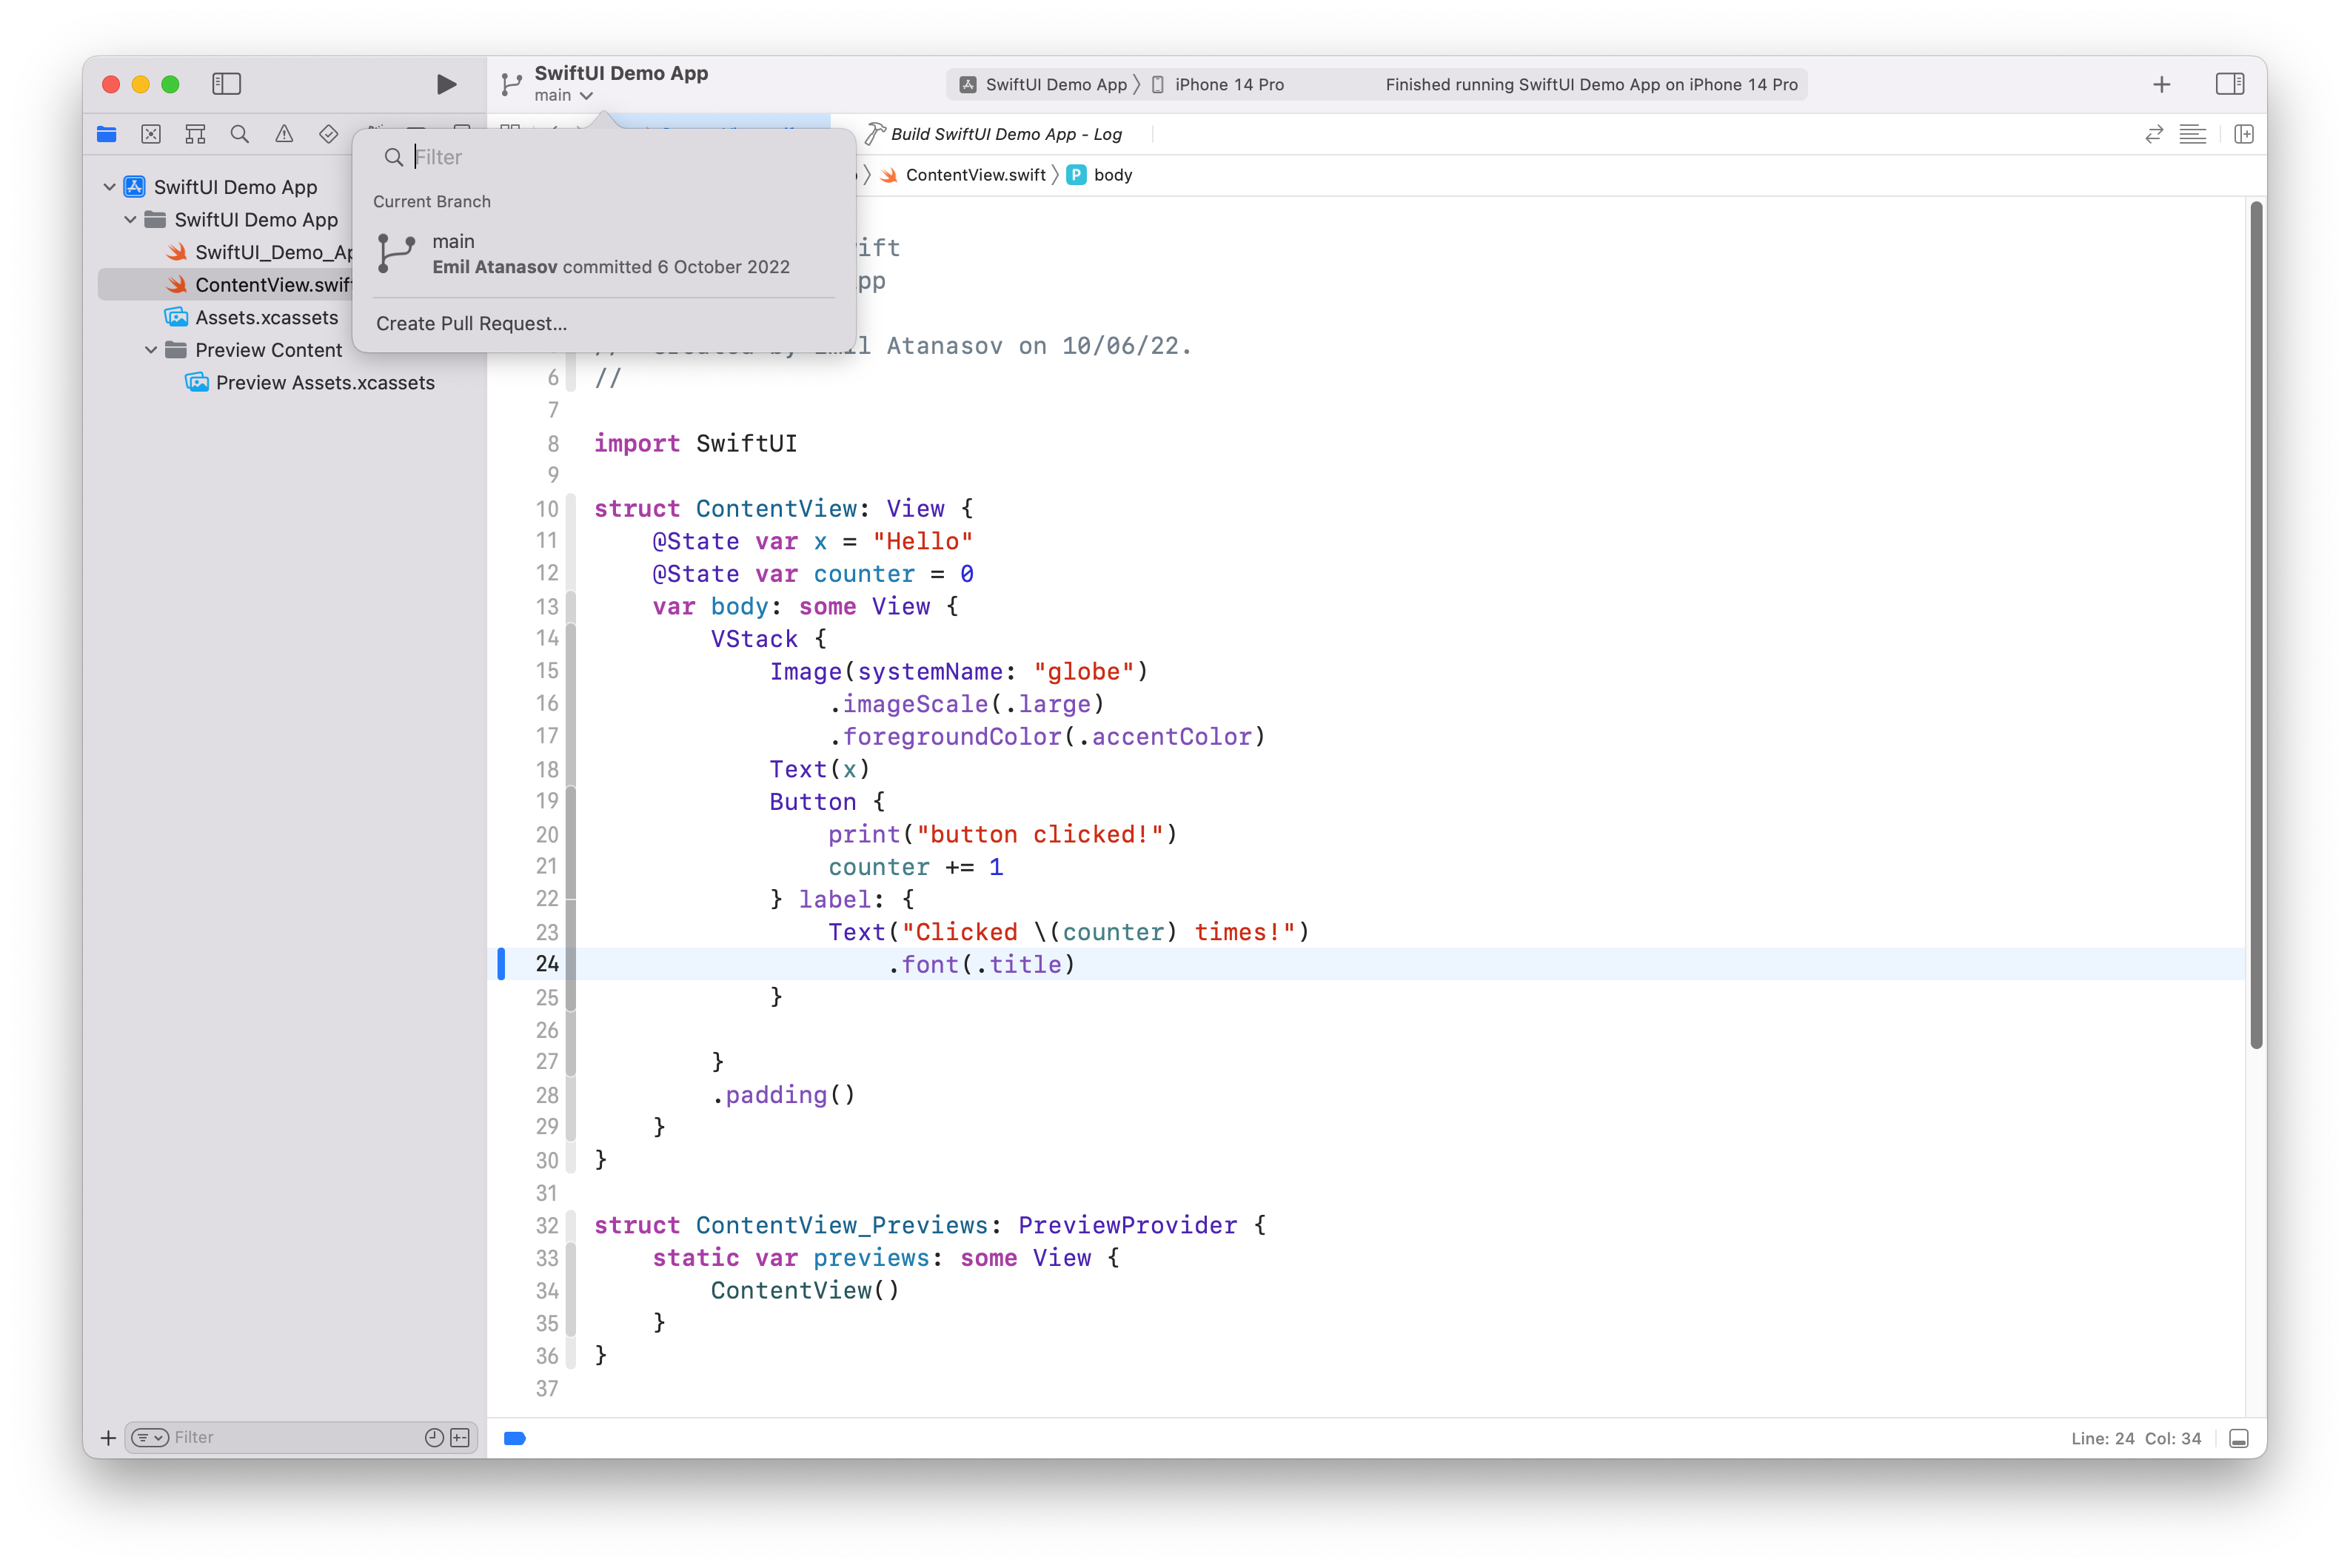 SwiftUI Demo App
main
SwiftUI Demo App
iPhone 14 Pro
Finished running SwiftUI Demo App on iPhone 14 Pro
Build SwiftUI Demo App - Log
ContentView.swift
P
body
Filter
Current Branch
main
Emil Atanasov committed 6 October 2022
Create Pull Request...
SwiftUI Demo App
SwiftUI Demo App
SwiftUI_Demo_Ap
ContentView.swift
Assets.xcassets
Preview Content
Preview Assets.xcassets
ift
pp
Atanasov on 10/06/22.
6 //
7
8 import SwiftUI
9
10 struct ContentView: View {
11 @State var x = "Hello"
12 @State var counter = 0
13 var body: some View {
14 VStack {
15 Image(systemName: "globe")
16 .imageScale(.large)
17 .foregroundColor(.accentColor)
18 Text(x)
19 Button {
20 print("button clicked!")
21 counter += 1
22 } label: {
23 Text("Clicked \(counter) times!")
24 .font(.title)
25 }
26
27 }
28 .padding()
29 }
30 }
31
32 struct ContentView_Previews: PreviewProvider {
33 static var previews: some View {
34 ContentView()
35 }
36 }
37
Filter
Line: 24 Col: 34